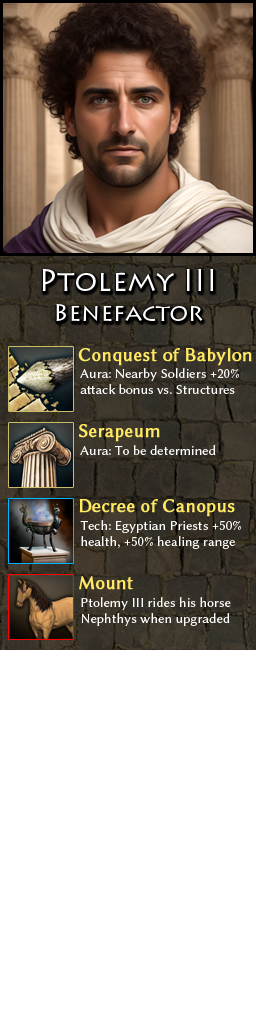 Ptolemy III
Benefactor
Conquest of Babylon
Aura: Nearby Soldiers +20%
attack bonus vs. Structures
Serapeum
Aura: To be determined
Decree of Canopus
Tech: Egyptian Priests +50%
health, +50% healing range
Mount
Ptolemy III rides his horse
Nephthys when upgraded